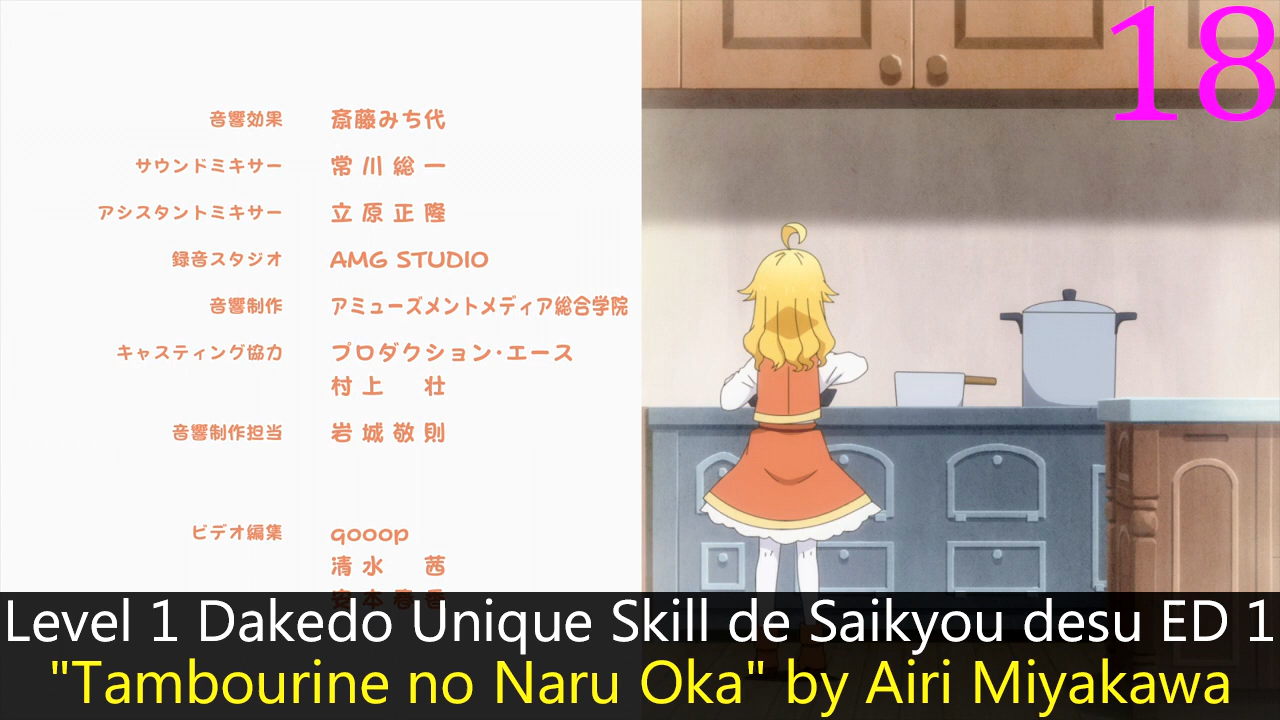 18
音響効果 斎藤みち代
サウンドミキサー 常川総一
アシスタントミキサー 立原正隆
録音スタジオ AMG STUDIO
音響制作 アミューズメントメディア総合学院
キャスティング協力 プロダクション・エース
村上 壮
音響制作担当 岩城敬則
ビデオ編集 qooop
清水 茜
Level 1 Dakedo Unique Skill de Saikyou desu ED 1
"Tambourine no Naru Oka" by Airi Miyakawa